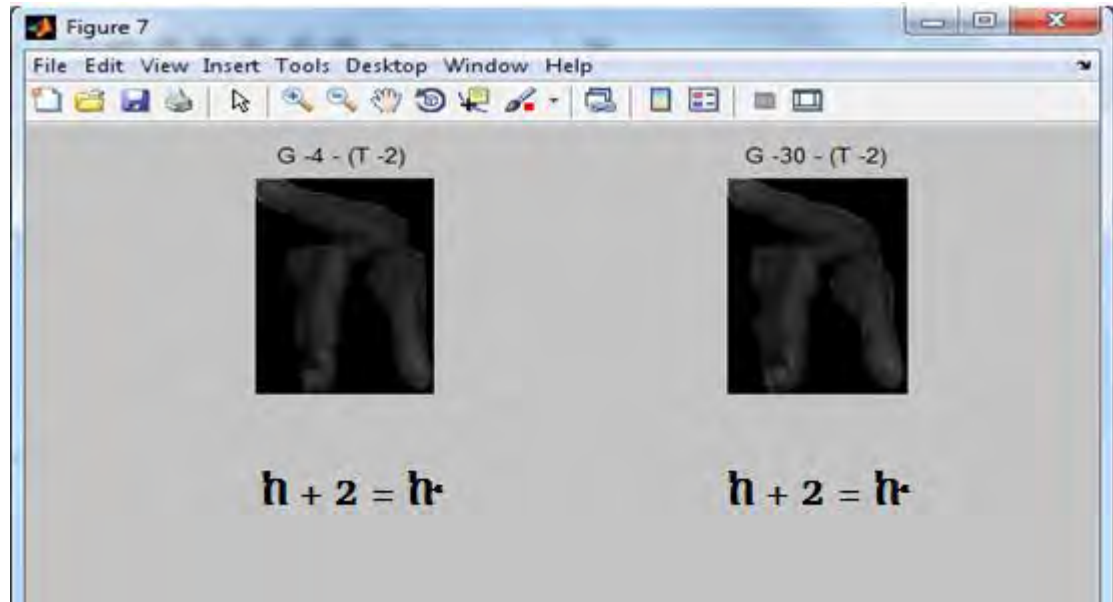 Figure 7
File Edit View Insert Tools Desktop Window Help
G -4 - (T -2) G -30 - (T -2)
ከ + 2 = ኩ ከ + 2 = ኩ